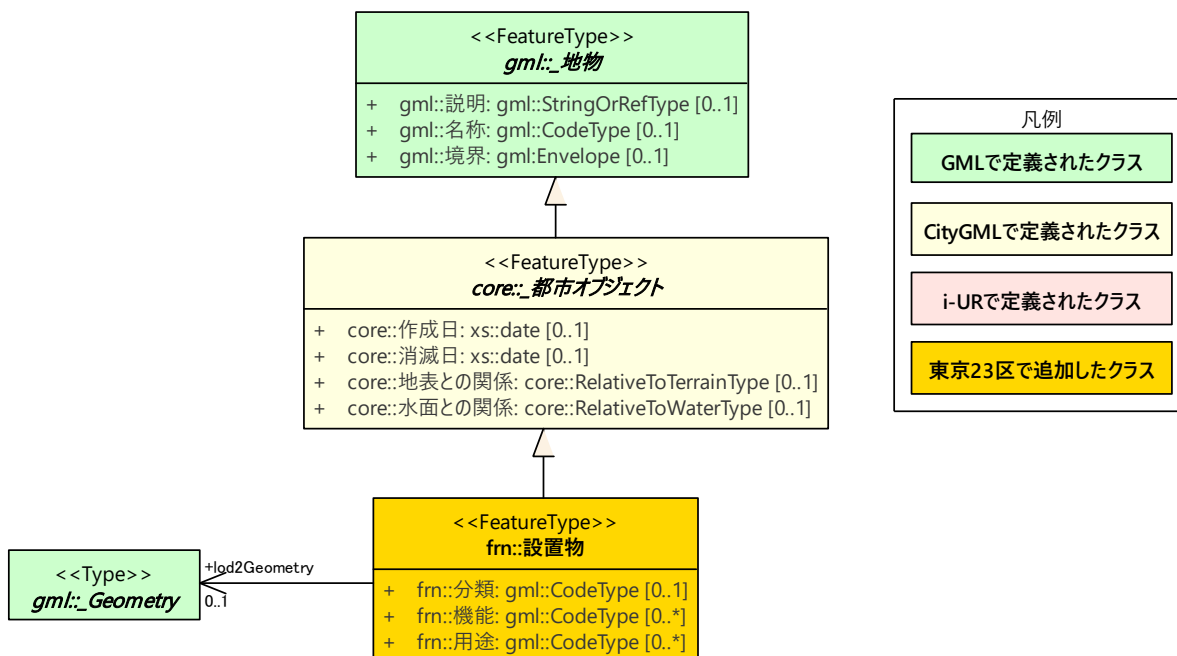 <<FeatureType>>
gml::_地物
+ gml::説明: gml::StringOrRefType [0..1]
+ gml::名称: gml::CodeType [0..1]
+ gml::境界: gml:Envelope [0..1]
<<FeatureType>>
core::_都市オブジェクト
+ core::作成日: xs::date [0..1]
+ core::消滅日: xs::date [0..1]
+ core::地表との関係: core::RelativeToTerrainType [0..1]
+ core::水面との関係: core::RelativeToWaterType [0..1]
<<FeatureType>>
frn::設置物
+ frn::分類: gml::CodeType [0..1]
+ frn::機能: gml::CodeType [0..*]
+ frn::用途: gml::CodeType [0..*]
+lod2Geometry
0..1
<<Type>>
gml::_Geometry
凡例
GMLで定義されたクラス
CityGMLで定義されたクラス
i-URで定義されたクラス
東京23区で追加したクラス